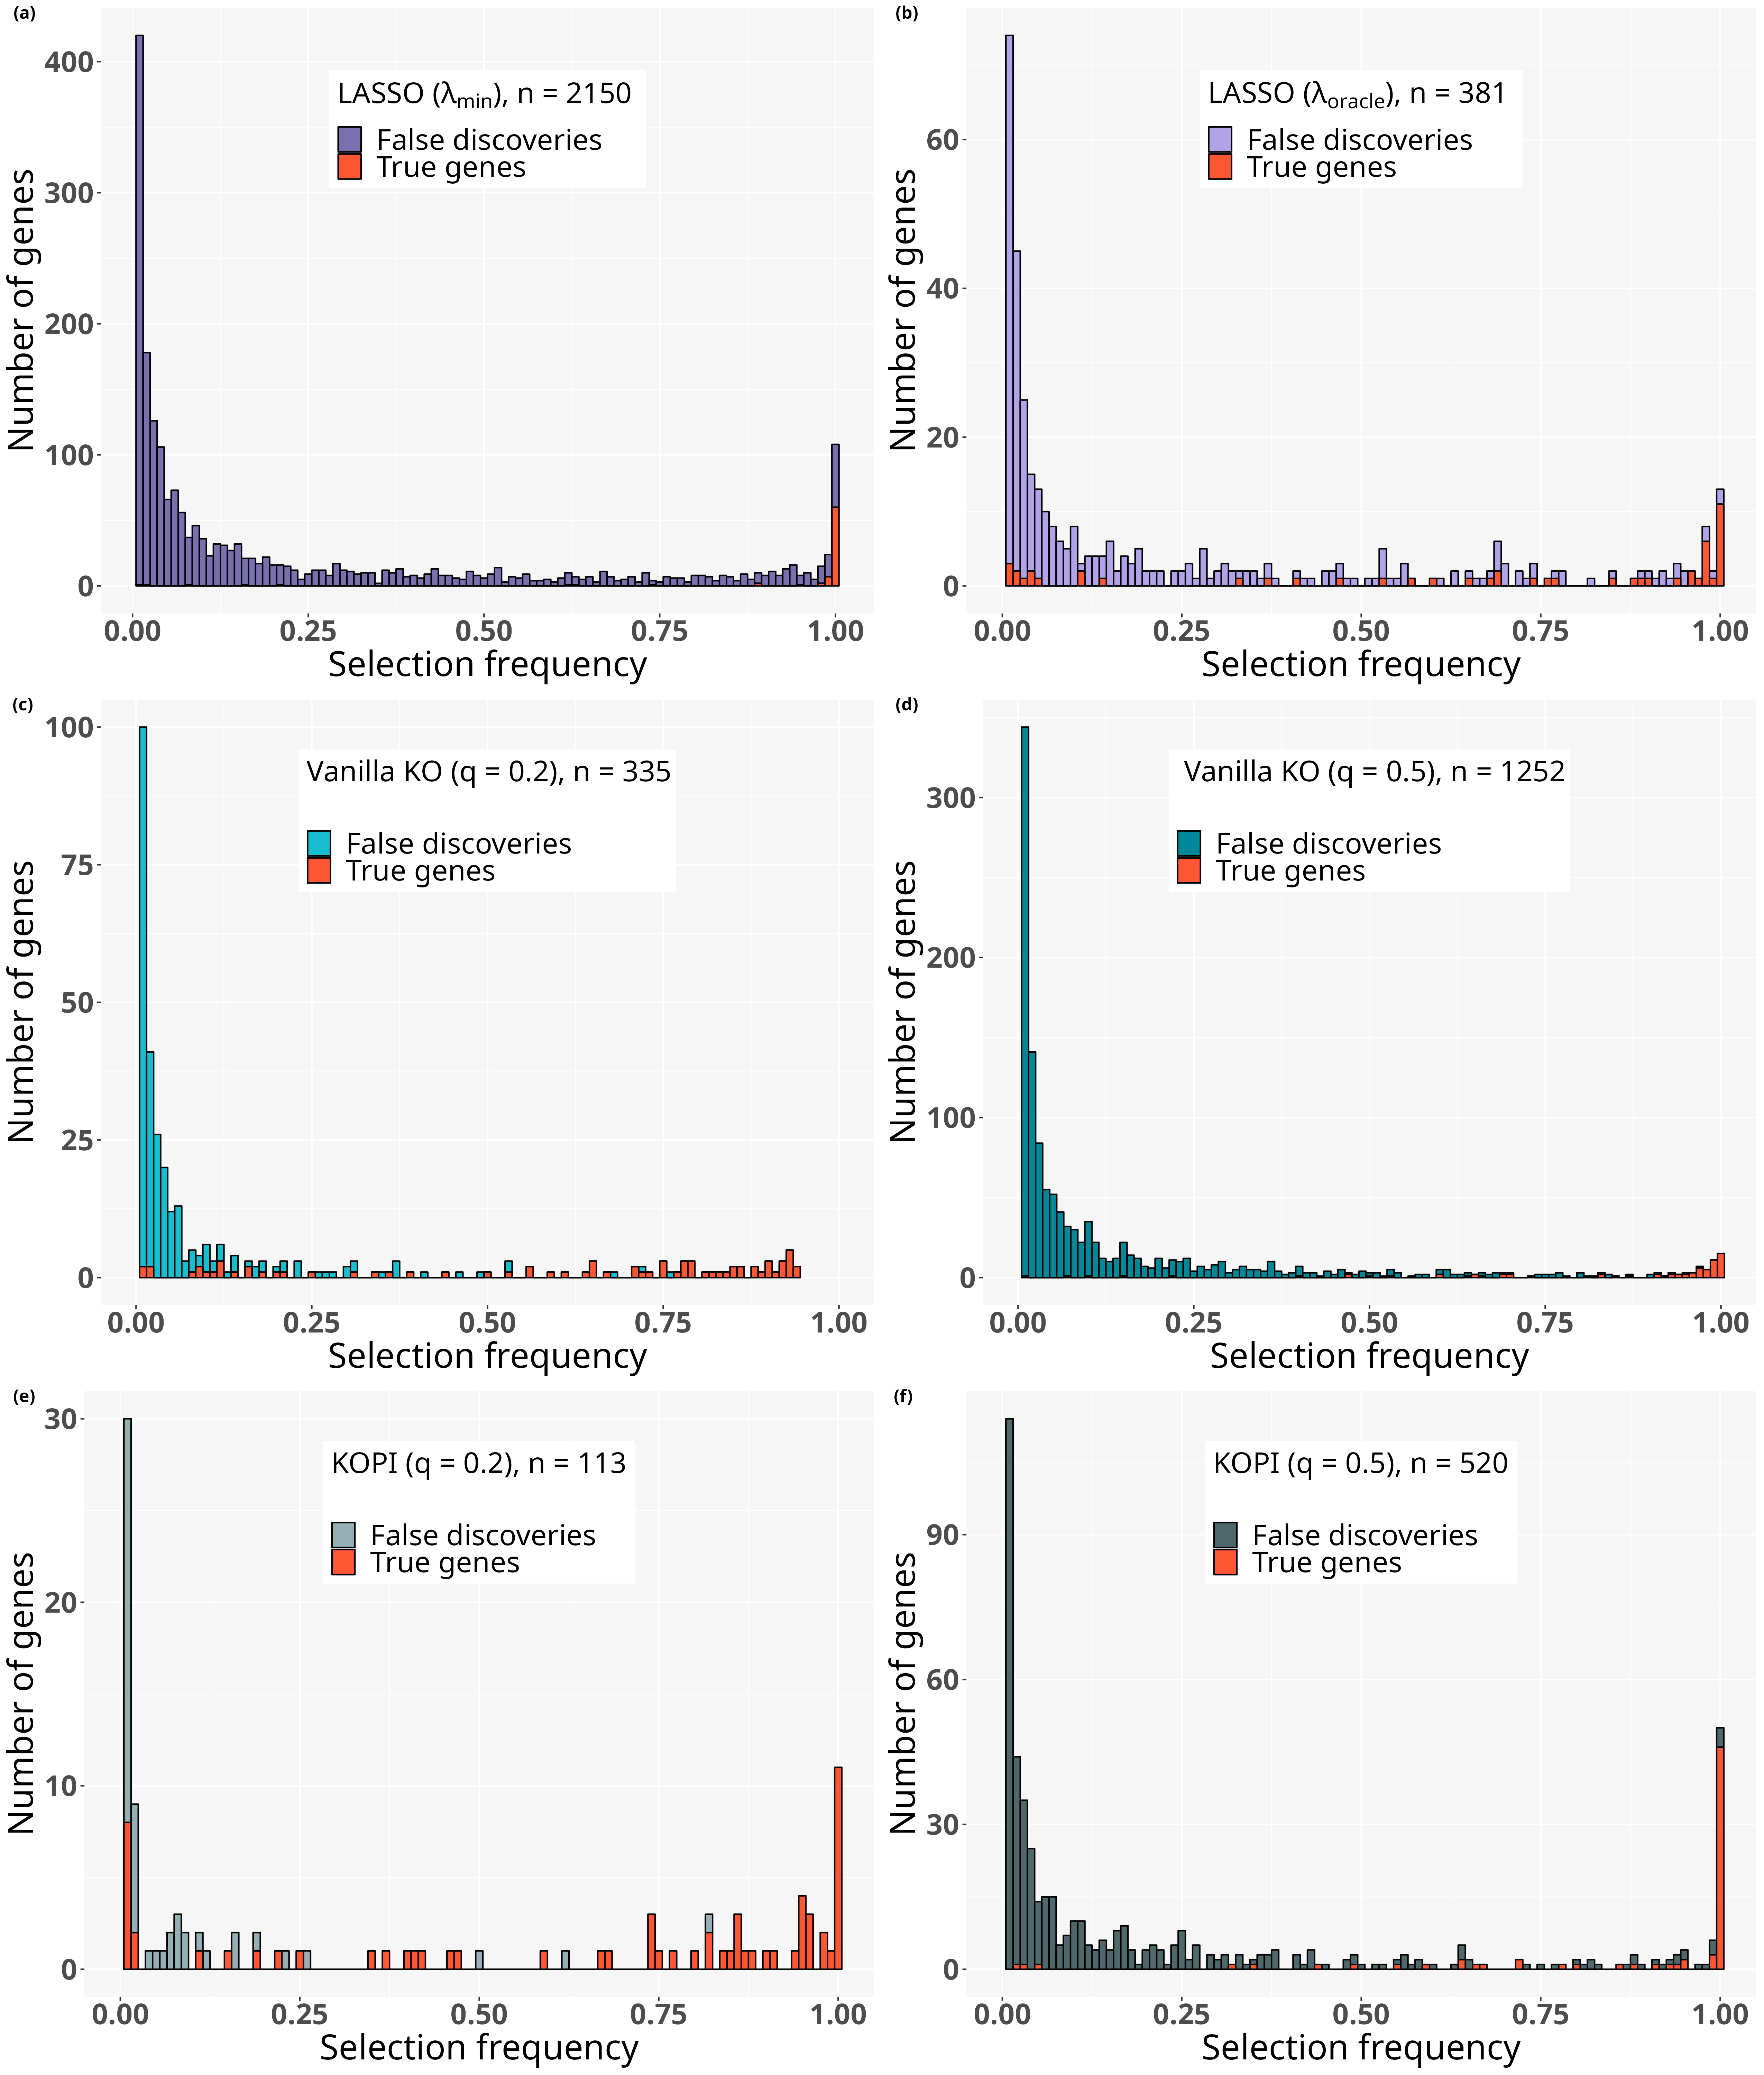 (a)
LASSO (λmin), n = 2150
False discoveries
True genes
Number of genes
400
300
200
100
0
0.00 0.25 0.50 0.75 1.00
Selection frequency
(b)
LASSO (λoracle), n = 381
False discoveries
True genes
Number of genes
60
40
20
0
0.00 0.25 0.50 0.75 1.00
Selection frequency
(c)
Vanilla KO (q = 0.2), n = 335
False discoveries
True genes
Number of genes
100
75
50
25
0
0.00 0.25 0.50 0.75 1.00
Selection frequency
(d)
Vanilla KO (q = 0.5), n = 1252
False discoveries
True genes
Number of genes
300
200
100
0
0.00 0.25 0.50 0.75 1.00
Selection frequency
(e)
KOPI (q = 0.2), n = 113
False discoveries
True genes
Number of genes
30
20
10
0
0.00 0.25 0.50 0.75 1.00
Selection frequency
(f)
KOPI (q = 0.5), n = 520
False discoveries
True genes
Number of genes
90
60
30
0
0.00 0.25 0.50 0.75 1.00
Selection frequency